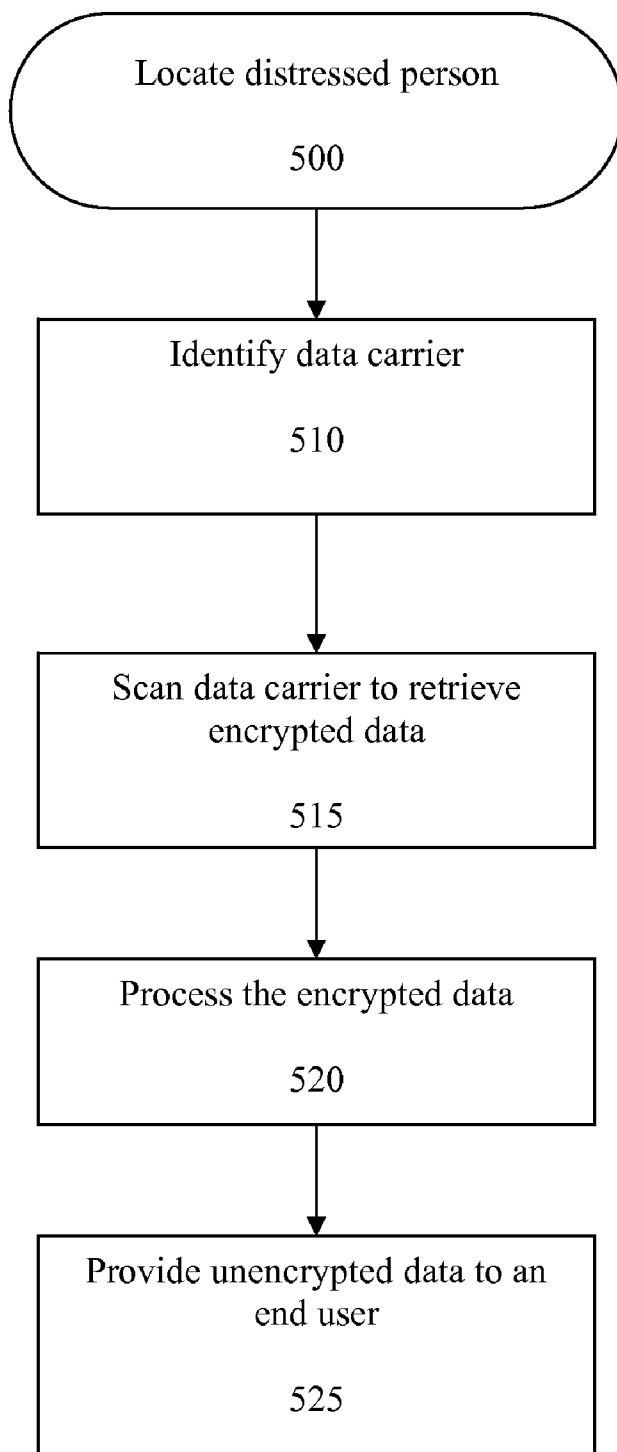 Locate distressed person
500
Identify data carrier
510
Scan data carrier to retrieve
encrypted data
515
Process the encrypted data
520
Provide unencrypted data to an
end user
525